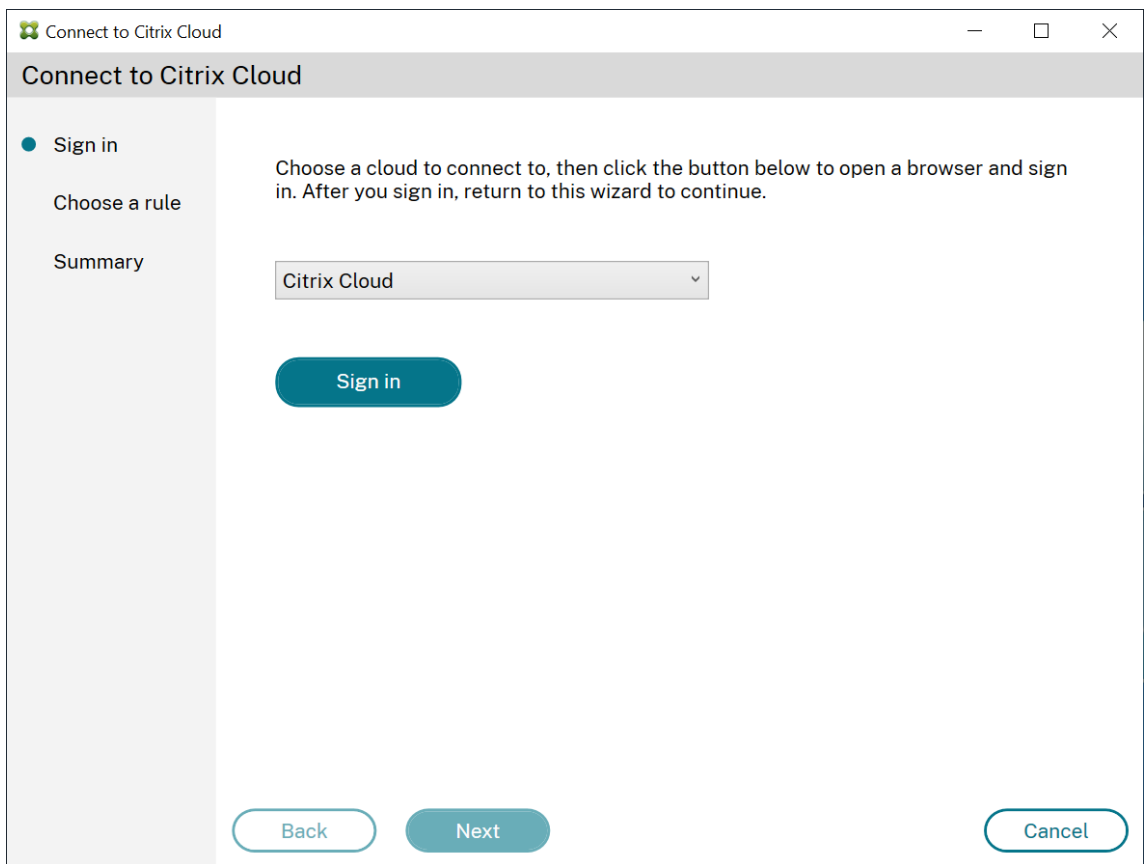 Connect to Citrix Cloud
Connect to Citrix Cloud
Sign in
Choose a rule
Summary
Choose a cloud to connect to, then click the button below to open a browser and sign
in. After you sign in, return to this wizard to continue.
Citrix Cloud
Sign in
Back
Next
Cancel